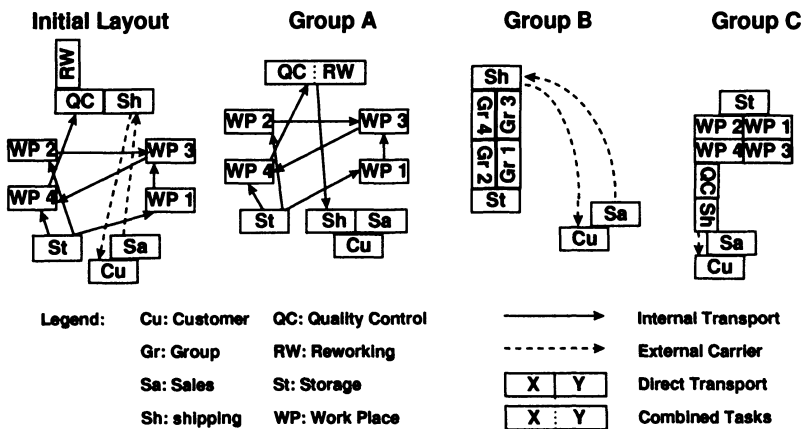 Initial Layout
Group A
Group B
Group C
RW
QC Sh
WP 2
WP 3
WP 4
WP 1
St
Sa
Cu
QC RW
WP 2
WP 3
WP 4
WP 1
St
Sh Sa
Cu
Sh
Gr 4 Gr 3
Gr 2 Gr 1
St
Sa
Cu
St
WP 2 WP 1
WP 4 WP 3
QC
Sh
Sa
Cu
Legend: Cu: Customer QC: Quality Control Internal Transport
Gr: Group RW: Reworking External Carrier
Sa: Sales St: Storage X Y Direct Transport
Sh: shipping WP: Work Place X Y Combined Tasks